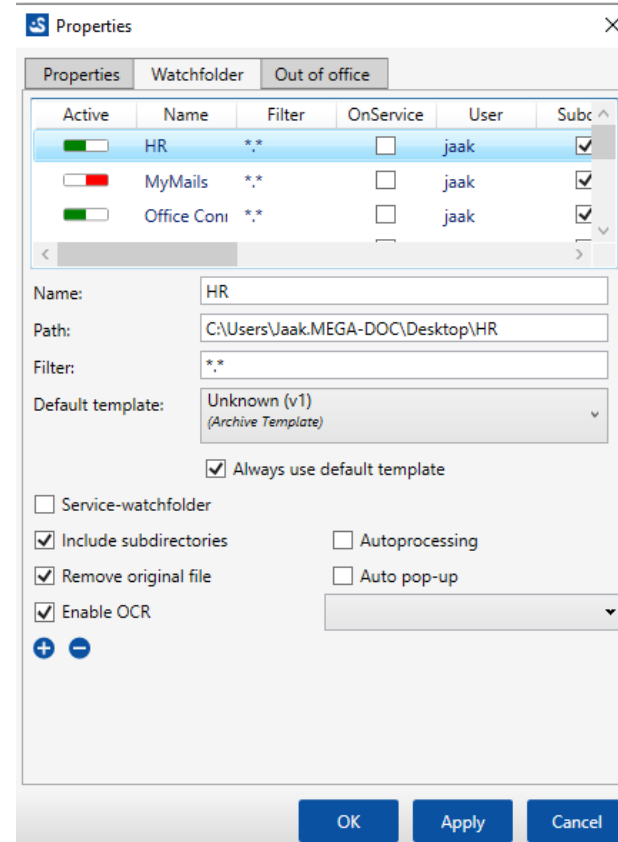 Properties
Properties Watchfolder Out of office
Active Name Filter OnService User Subd
HR *.* jaak
MyMails *.* jaak
Office Conn *.* jaak
Name: HR
Path: C:\Users\Jaak.MEGA-DOC\Desktop\HR
Filter: *.*
Default template: Unknown (v1)
(Archive Template)
Always use default template
Service-watchfolder
Include subdirectories Autoprocessing
Remove original file Auto pop-up
Enable OCR
OK Apply Cancel